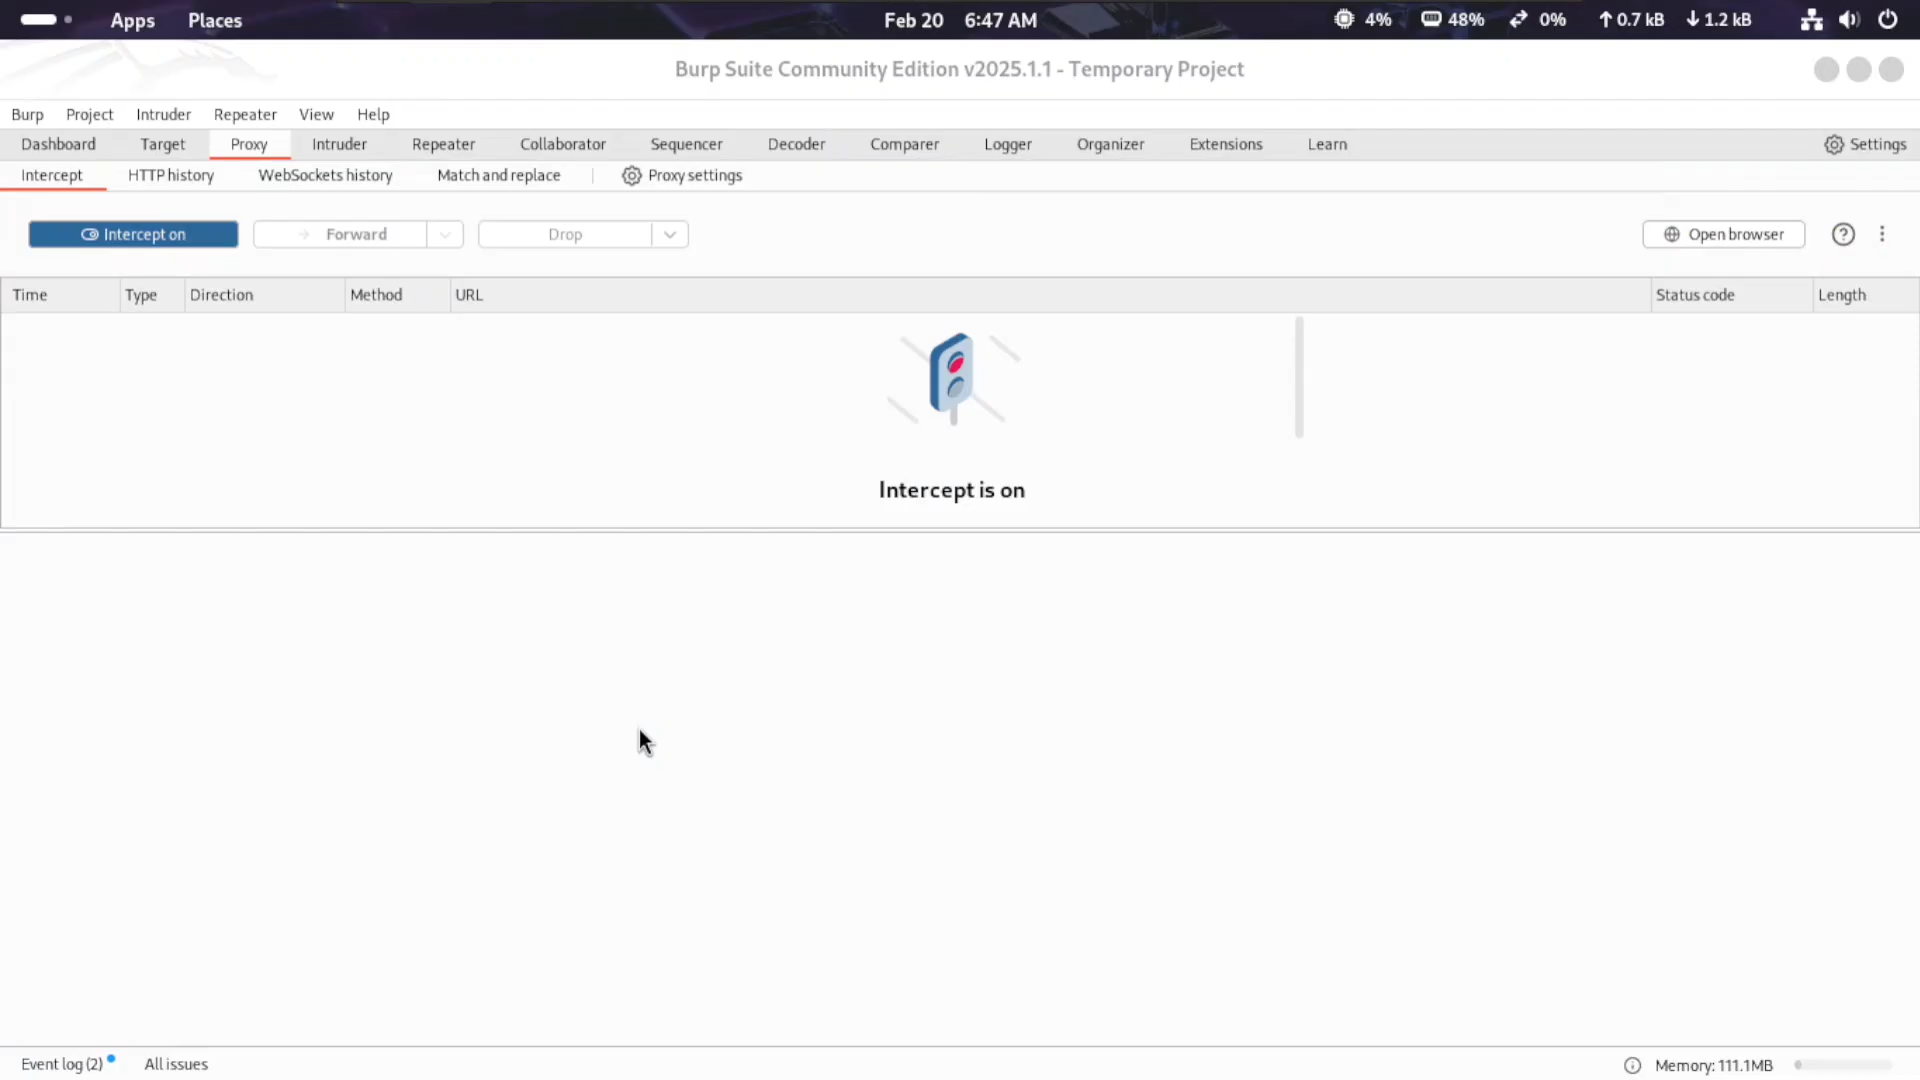 Apps Places Feb 20 6:47 AM 4% 48% 0% 0.7 kB 1.2 kB
Burp Suite Community Edition v2025.1.1 - Temporary Project
Burp Project Intruder Repeater View Help
Dashboard Target Proxy Intruder Repeater Collaborator Sequencer Decoder Comparer Logger Organizer Extensions Learn Settings
Intercept HTTP history WebSockets history Match and replace Proxy settings
Intercept on Forward Drop Open browser
Time Type Direction Method URL Status code Length
Intercept is on
Event log (2) All issues Memory: 111.1MB